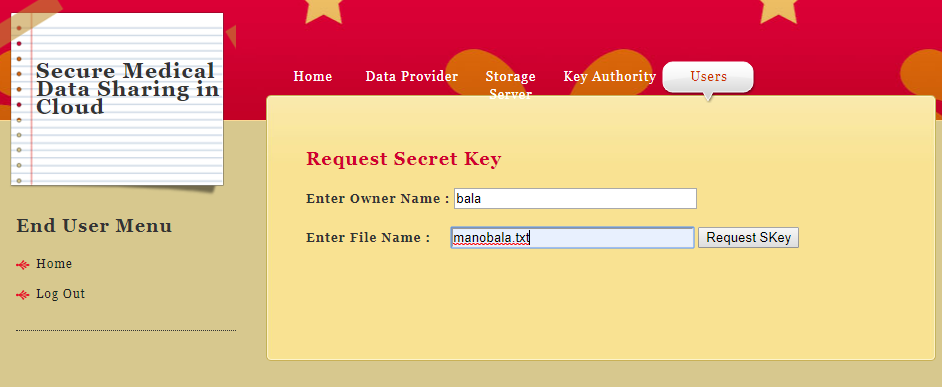 Secure Medical
Data Sharing in
Cloud
Home
Data Provider
Storage
Server
Key Authority
Users
Request Secret Key
Enter Owner Name :
bala
Enter File Name :
manobala.txt
Request SKey
End User Menu
Home
Log Out